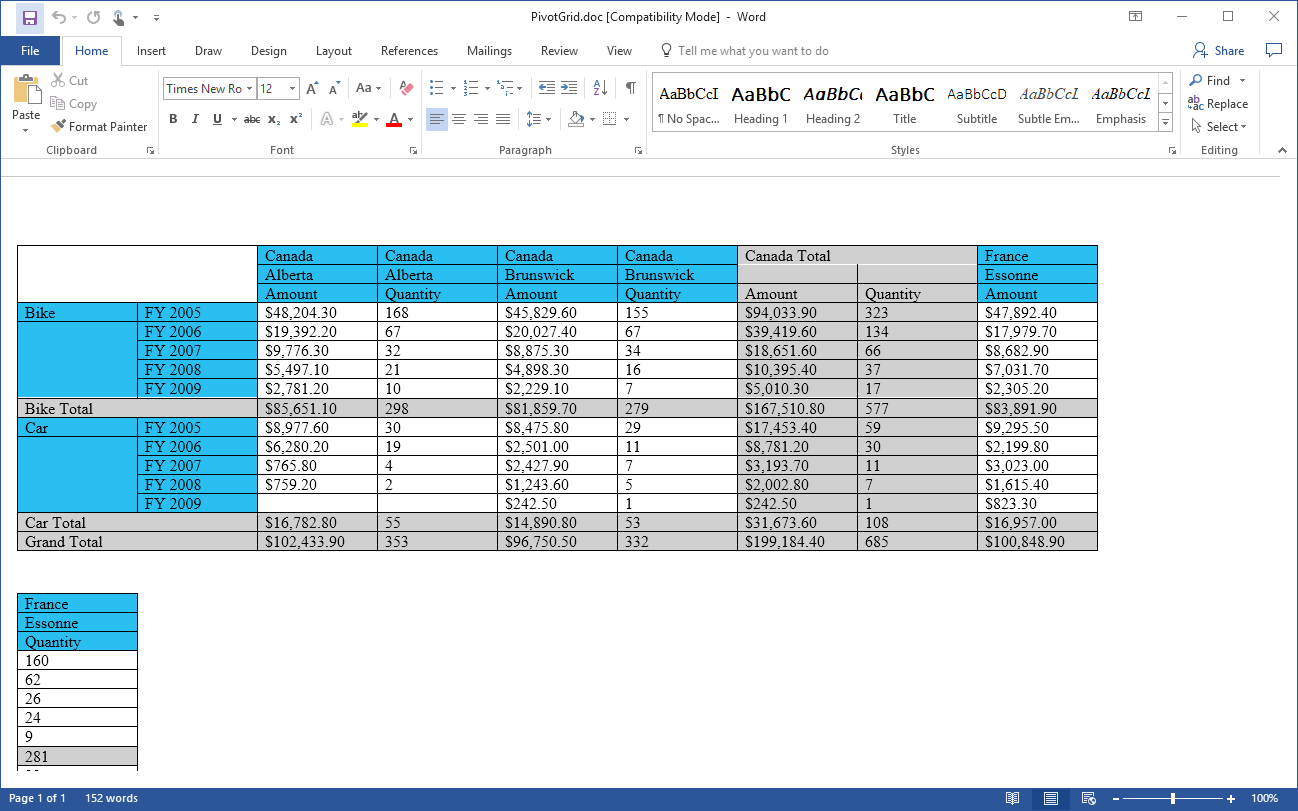 PivotGrid.doc [Compatibility Mode] - Word
File Home Insert Draw Design Layout References Mailings Review View Tell me what you want to do Share
Paste Cut
Copy
Format Painter
Clipboard
Times New Ro 12 Aa
B I U abc x₂ x² A ab A
Font
Paragraph
AaBbCcI AaBbC AaBbCc AaBbC AaBbCcD AaBbCcL AaBbCcL
¶ No Spac... Heading 1 Heading 2 Title Subtitle Subtle Em... Emphasis
Styles
Find
Replace
Select
Editing
Canada Canada Canada Canada Canada Total France
Alberta Alberta Brunswick Brunswick Essonne
Amount Quantity Amount Quantity Amount Quantity Amount
Bike FY 2005 $48,204.30 168 $45,829.60 155 $94,033.90 323 $47,892.40
FY 2006 $19,392.20 67 $20,027.40 67 $39,419.60 134 $17,979.70
FY 2007 $9,776.30 32 $8,875.30 34 $18,651.60 66 $8,682.90
FY 2008 $5,497.10 21 $4,898.30 16 $10,395.40 37 $7,031.70
FY 2009 $2,781.20 10 $2,229.10 7 $5,010.30 17 $2,305.20
Bike Total $85,651.10 298 $81,859.70 279 $167,510.80 577 $83,891.90
Car FY 2005 $8,977.60 30 $8,475.80 29 $17,453.40 59 $9,295.50
FY 2006 $6,280.20 19 $2,501.00 11 $8,781.20 30 $2,199.80
FY 2007 $765.80 4 $2,427.90 7 $3,193.70 11 $3,023.00
FY 2008 $759.20 2 $1,243.60 5 $2,002.80 7 $1,615.40
FY 2009 $242.50 1 $242.50 1 $823.30
Car Total $16,782.80 55 $14,890.80 53 $31,673.60 108 $16,957.00
Grand Total $102,433.90 353 $96,750.50 332 $199,184.40 685 $100,848.90
France
Essonne
Quantity
160
62
26
24
9
281
Page 1 of 1 152 words 100%